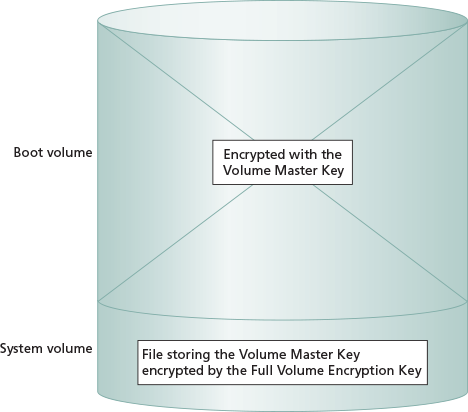 Boot volume
Encrypted with the
Volume Master Key
System volume
File storing the Volume Master Key
encrypted by the Full Volume Encryption Key